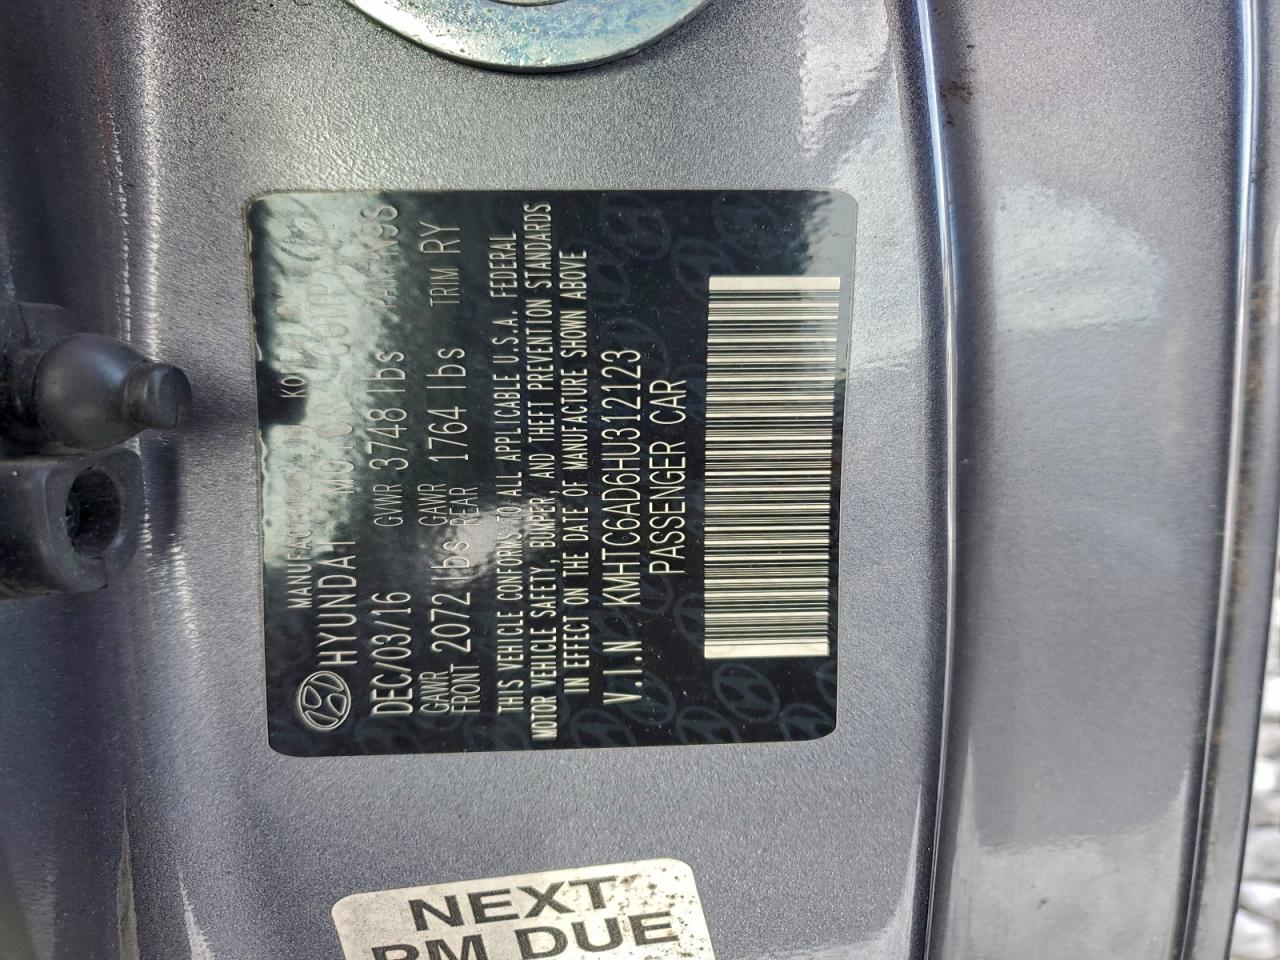 HYUNDAI MOTOR
DEC/03/16 GVWR 3748 lbs
GAWR FRONT 2072 lbs GAWR REAR 1764 lbs TRIM RY
THIS VEHICLE CONFORMS TO ALL APPLICABLE U.S.A. FEDERAL
MOTOR VEHICLE SAFETY, BUMPER, AND THEFT PREVENTION STANDARDS
IN EFFECT ON THE DATE OF MANUFACTURE SHOWN ABOVE
V.I.N KMHTC6AD6HU312123
PASSENGER CAR
NEXT
PM DUE